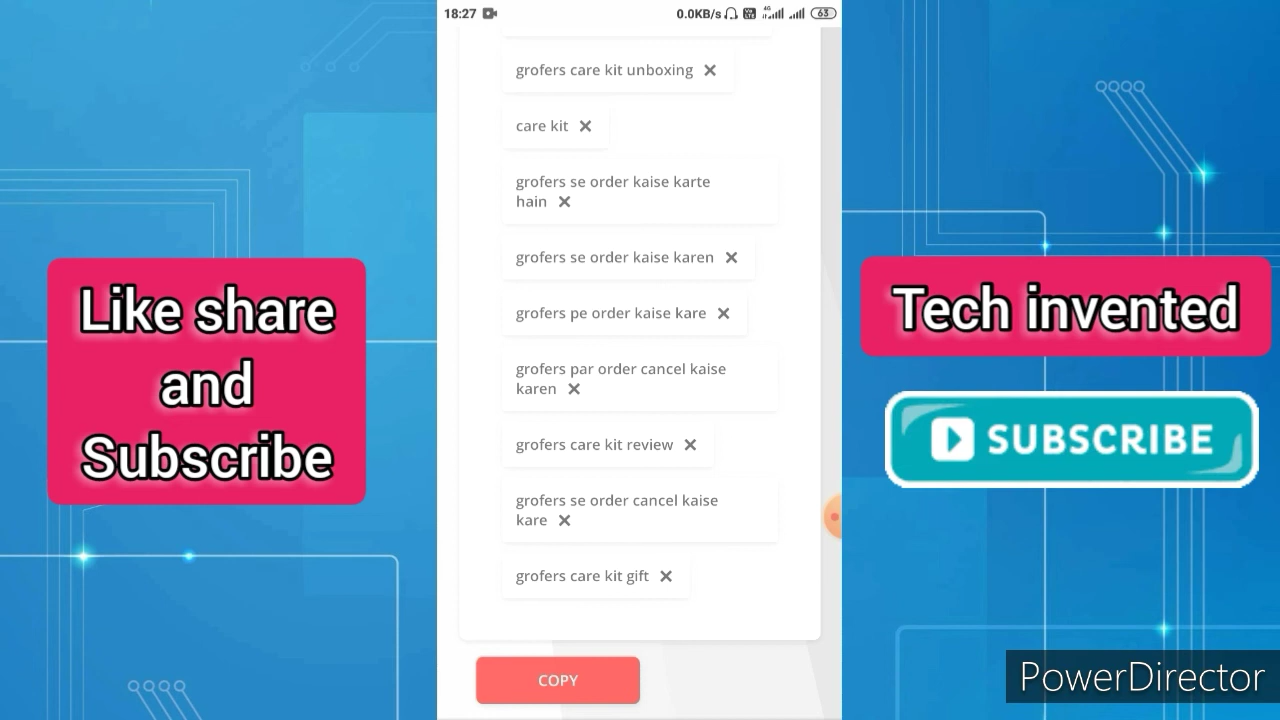 18:27
0.0KB/s
4G
63
grofers care kit unboxing ✕
care kit ✕
grofers se order kaise karte
hain ✕
grofers se order kaise karen ✕
grofers pe order kaise kare ✕
grofers par order cancel kaise
karen ✕
grofers care kit review ✕
grofers se order cancel kaise
kare ✕
grofers care kit gift ✕
COPY
Like share
and
Subscribe
Tech invented
SUBSCRIBE
PowerDirector